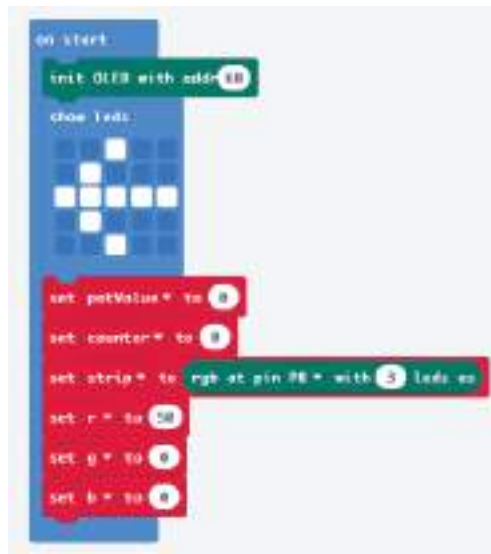 on start
init OLED with addr 60
show leds
set potValue to 0
set counter to 0
set strip to rgb at pin P8 with 3 leds as
set r to 50
set g to 0
set b to 0